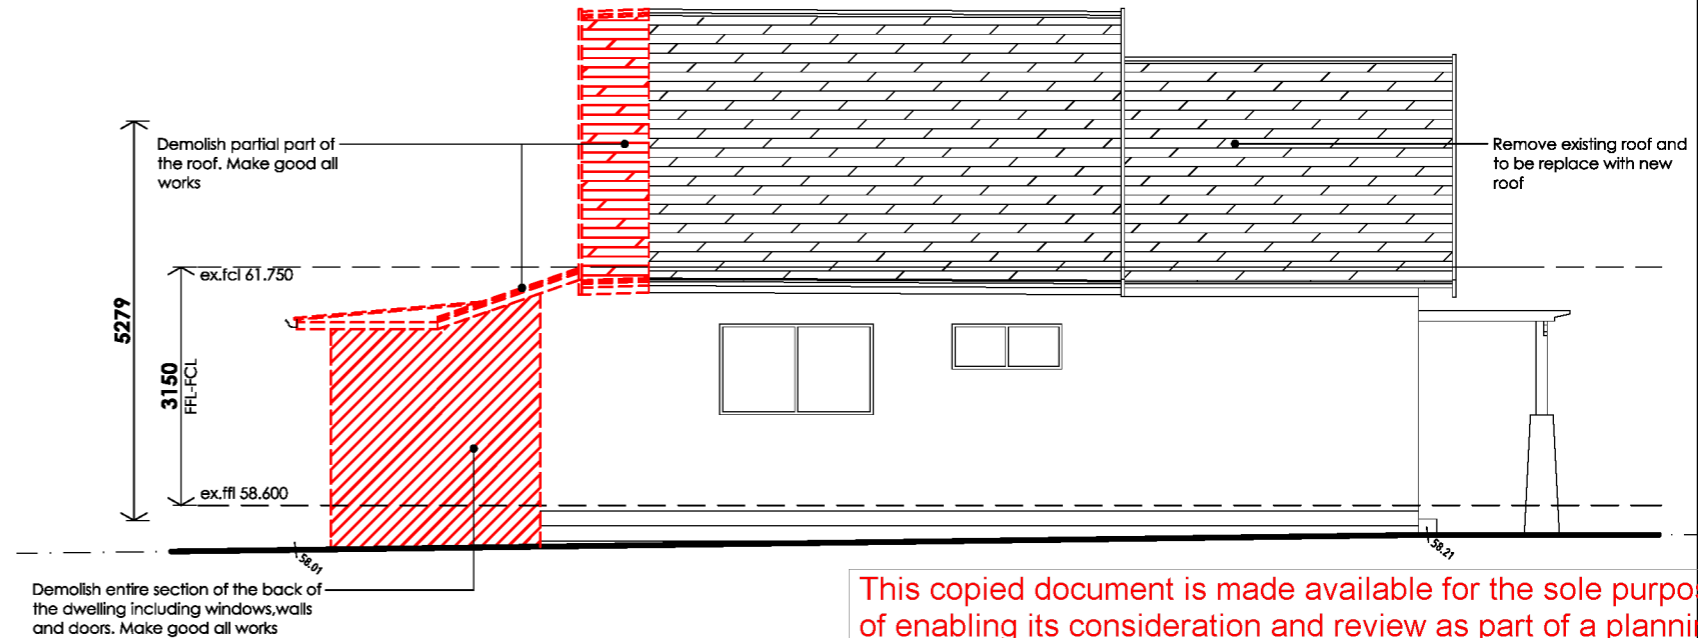 Demolish partial part of
the roof. Make good all
works
Remove existing roof and
to be replace with new
roof
ex.fcl 61.750
5279
3150
FFL-FCL
ex.ffl 58.600
58.01
58.21
Demolish entire section of the back of
the dwelling including windows,walls
and doors. Make good all works
This copied document is made available for the sole purpo
of enabling its consideration and review as part of a planni